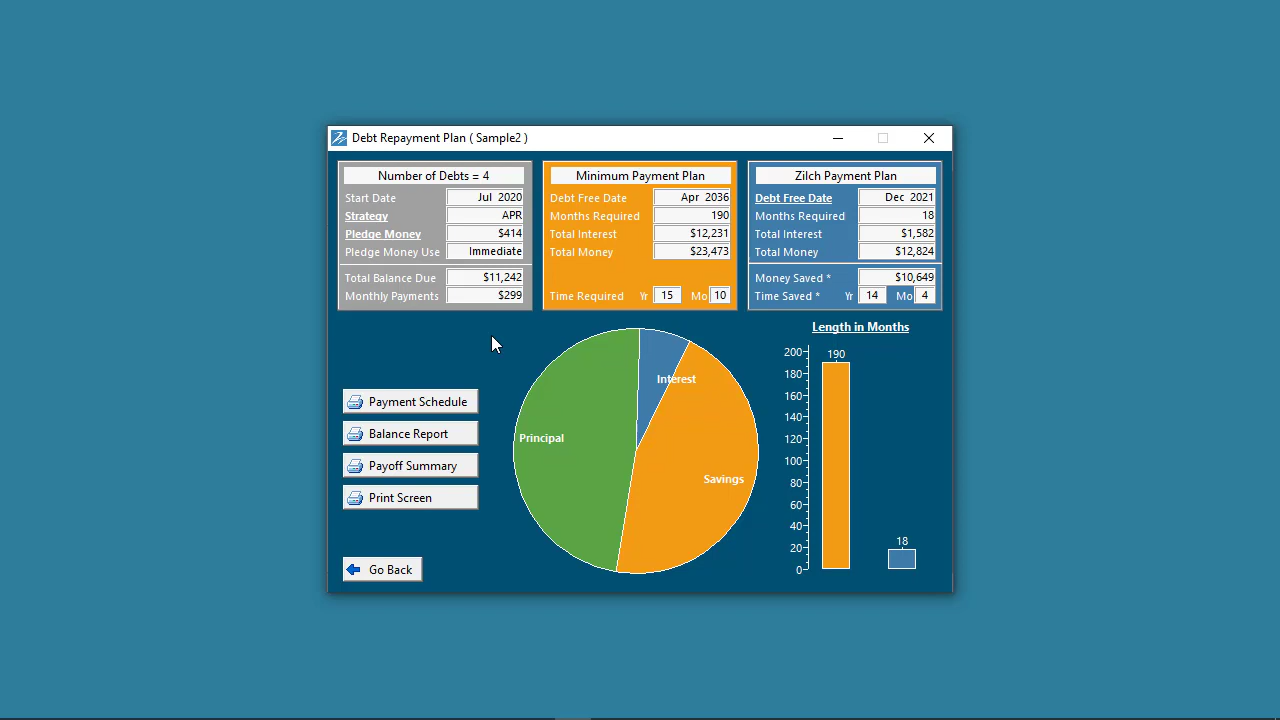 Debt Repayment Plan ( Sample2 )
Number of Debts = 4
Start Date Jul 2020
Strategy APR
Pledge Money $414
Pledge Money Use Immediate
Total Balance Due $11,242
Monthly Payments $299
Minimum Payment Plan
Debt Free Date Apr 2036
Months Required 190
Total Interest $12,231
Total Money $23,473
Time Required Yr 15 Mo 10
Zilch Payment Plan
Debt Free Date Dec 2021
Months Required 18
Total Interest $1,582
Total Money $12,824
Money Saved * $10,649
Time Saved * Yr 14 Mo 4
Payment Schedule
Balance Report
Payoff Summary
Print Screen
Go Back
Interest
Principal
Savings
Length in Months
200
180
160
140
120
100
80
60
40
20
0
190
18